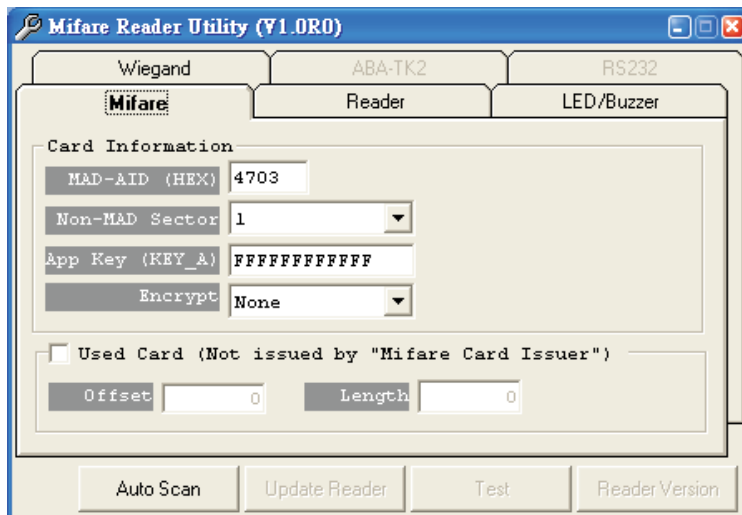 Mifare Reader Utility (V1.0R0)
Wiegand ABA-TK2 RS232
Mifare Reader LED/Buzzer
Card Information
MAD-AID (HEX) 4703
Non-MAD Sector 1
App Key (KEY_A) FFFFFFFFFFFF
Encrypt None
Used Card (Not issued by "Mifare Card Issuer")
Offset 0 Length 0
Auto Scan Update Reader Test Reader Version